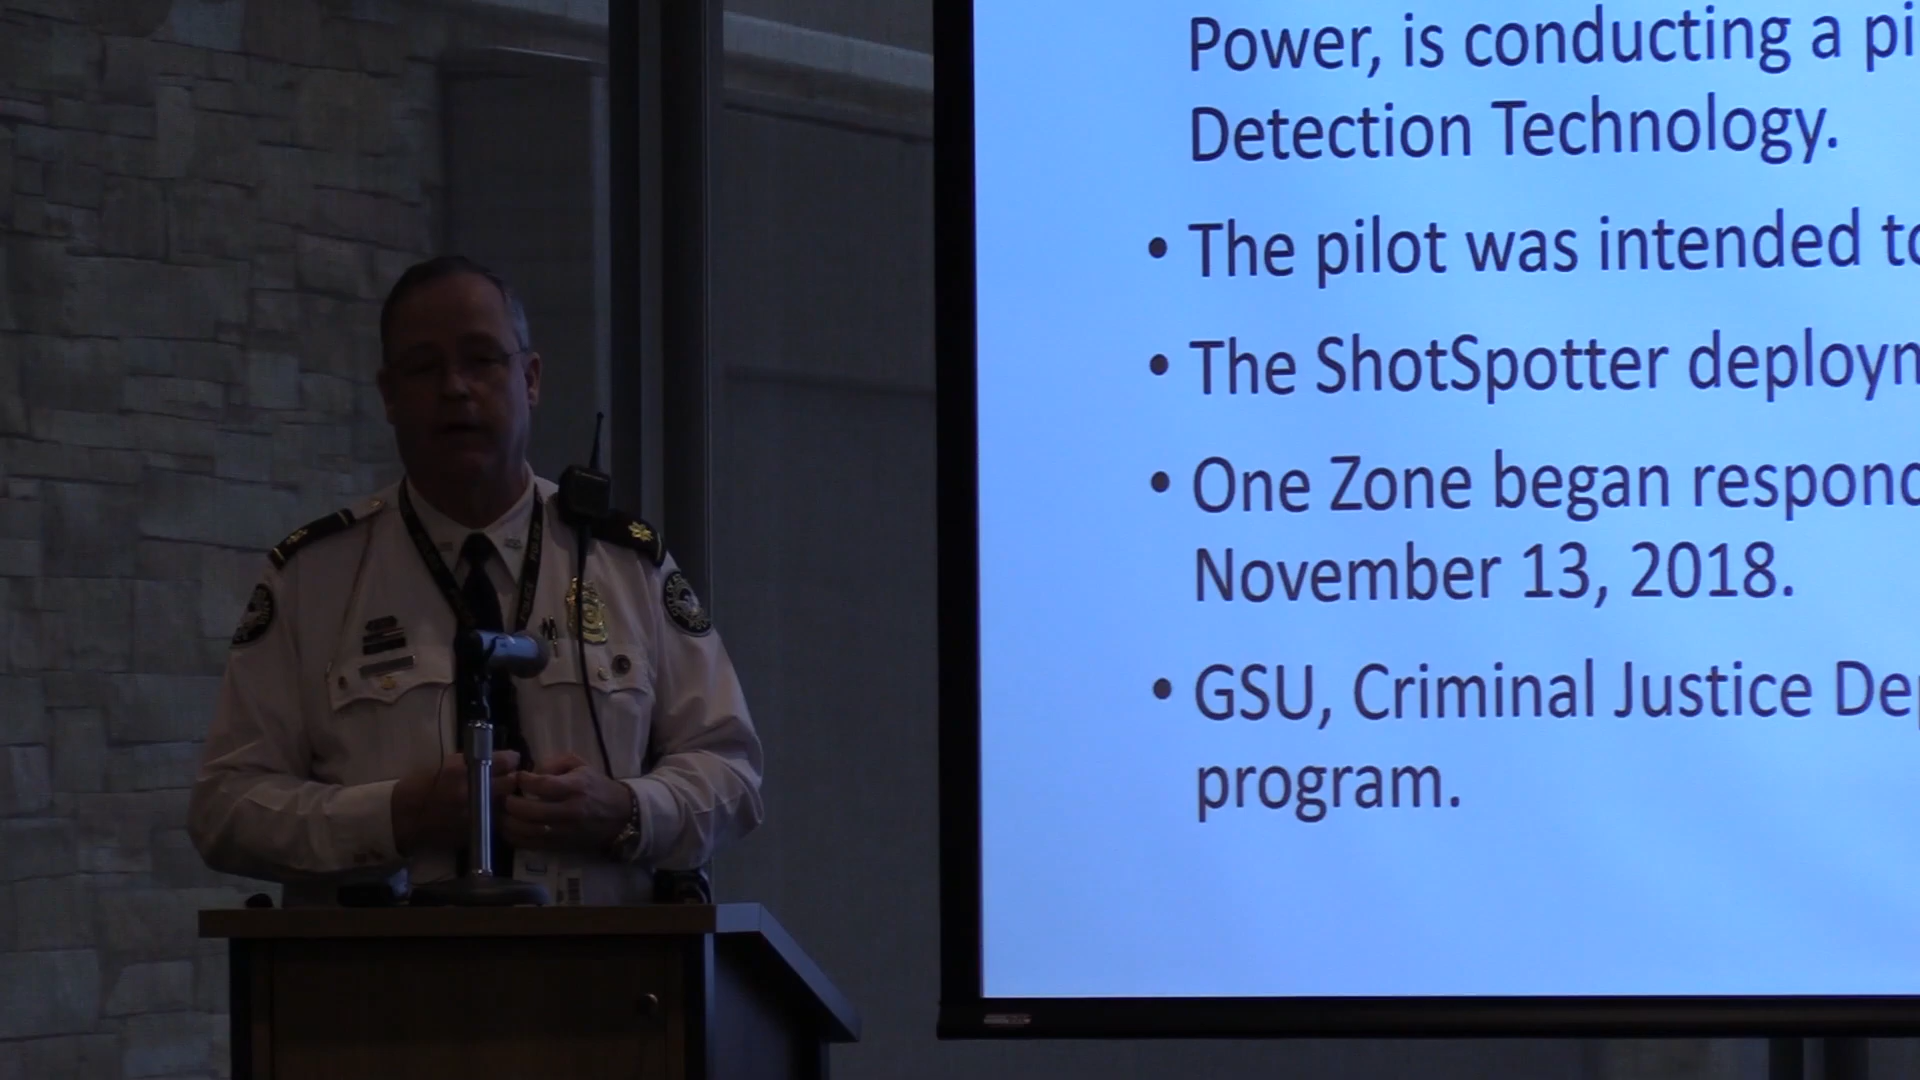 Power, is conducting a pi
Detection Technology.
• The pilot was intended to
• The ShotSpotter deploym
• One Zone began respond
November 13, 2018.
• GSU, Criminal Justice Dep
program.